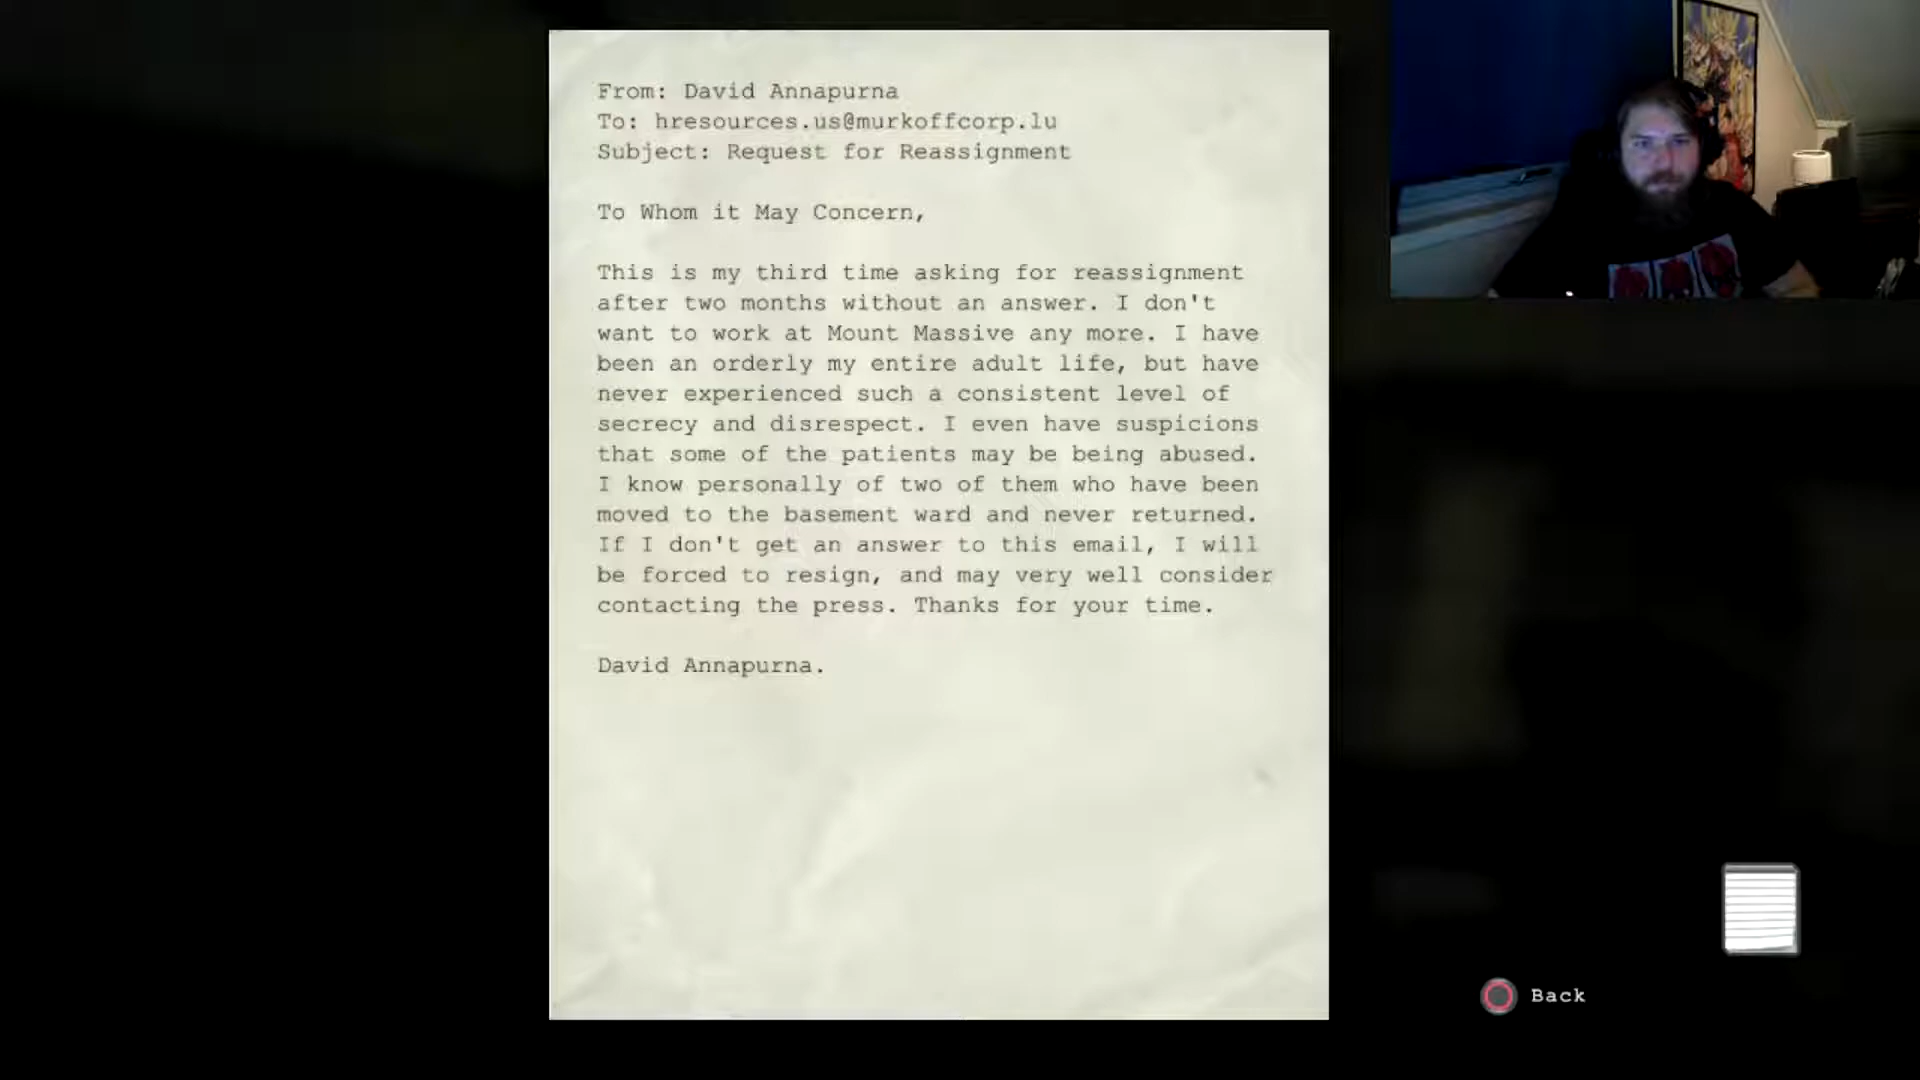 From: David Annapurna
To: hresources.us@murkoffcorp.lu
Subject: Request for Reassignment
To Whom it May Concern,
This is my third time asking for reassignment
after two months without an answer. I don't
want to work at Mount Massive any more. I have
been an orderly my entire adult life, but have
never experienced such a consistent level of
secrecy and disrespect. I even have suspicions
that some of the patients may be being abused.
I know personally of two of them who have been
moved to the basement ward and never returned.
If I don't get an answer to this email, I will
be forced to resign, and may very well consider
contacting the press. Thanks for your time.
David Annapurna.
Back